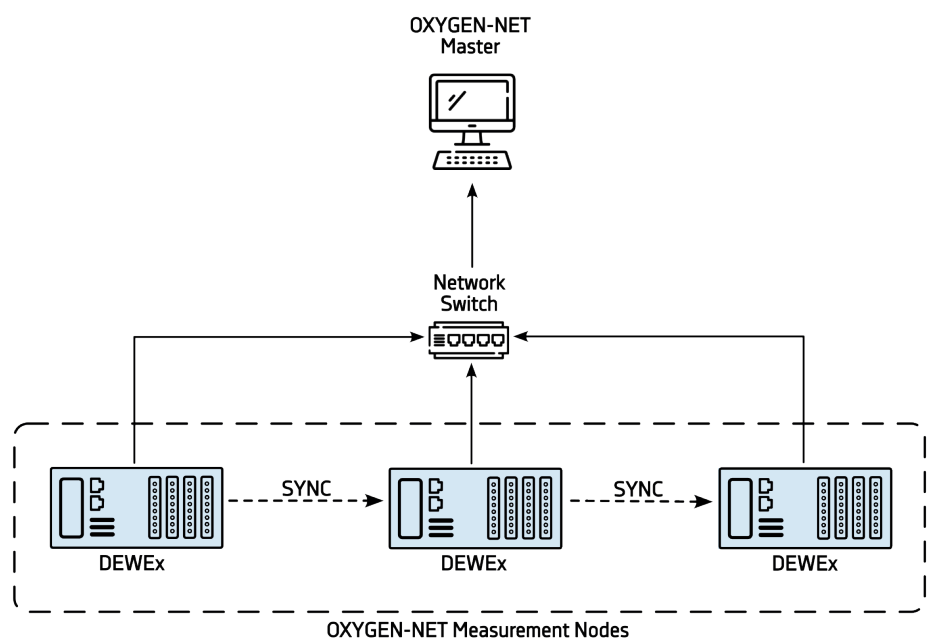 OXYGEN-NET
Master
Network
Switch
SYNC
SYNC
DEWEx
DEWEx
DEWEx
OXYGEN-NET Measurement Nodes